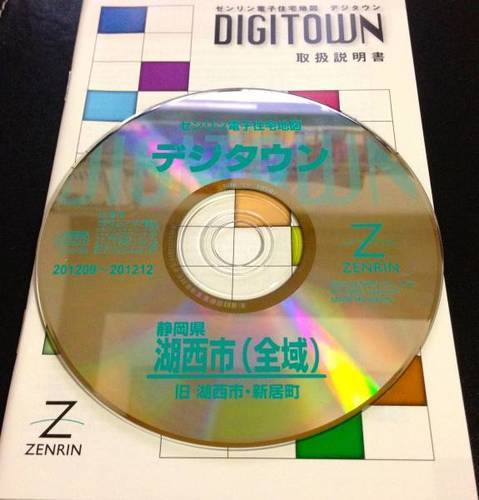 ゼンリン電子住宅地図 デジタウン
DIGITOWN
取扱説明書
ゼンリン電子住宅地図
デジタウン
201209〜201212
Z
ZENRIN
静岡県
湖西市(全域)
旧 湖西市・新居町
Z
ZENRIN